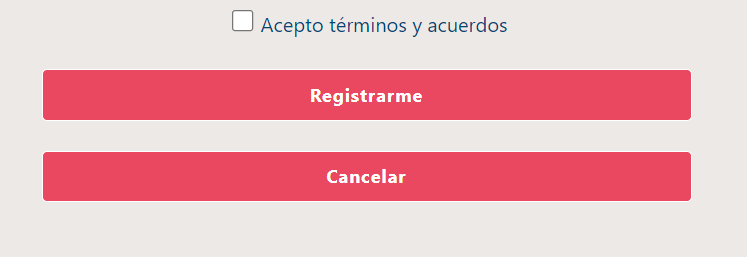 Acepto términos y acuerdos
Registrarme
Cancelar